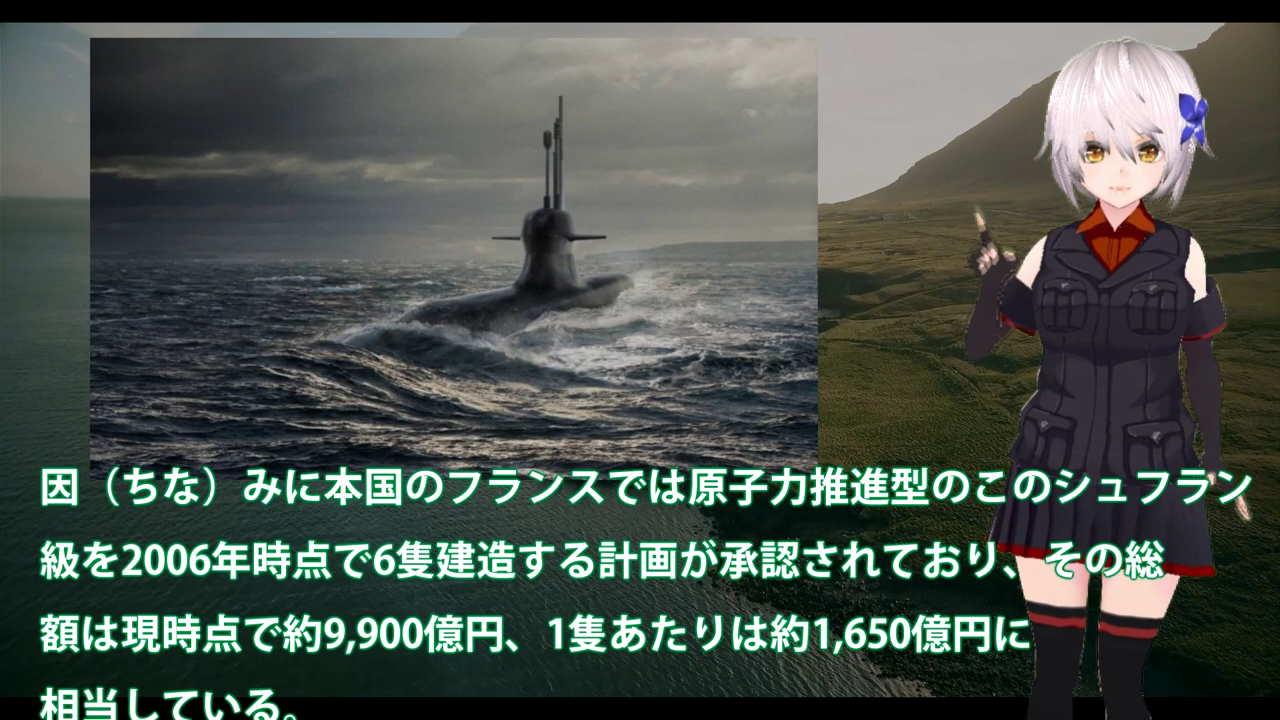 因（ちな）みに本国のフランスでは原子力推進型のこのシュフラン
級を2006年時点で6隻建造する計画が承認されており、その総
額は現時点で約9,900億円、1隻あたりは約1,650億円に
相当している。